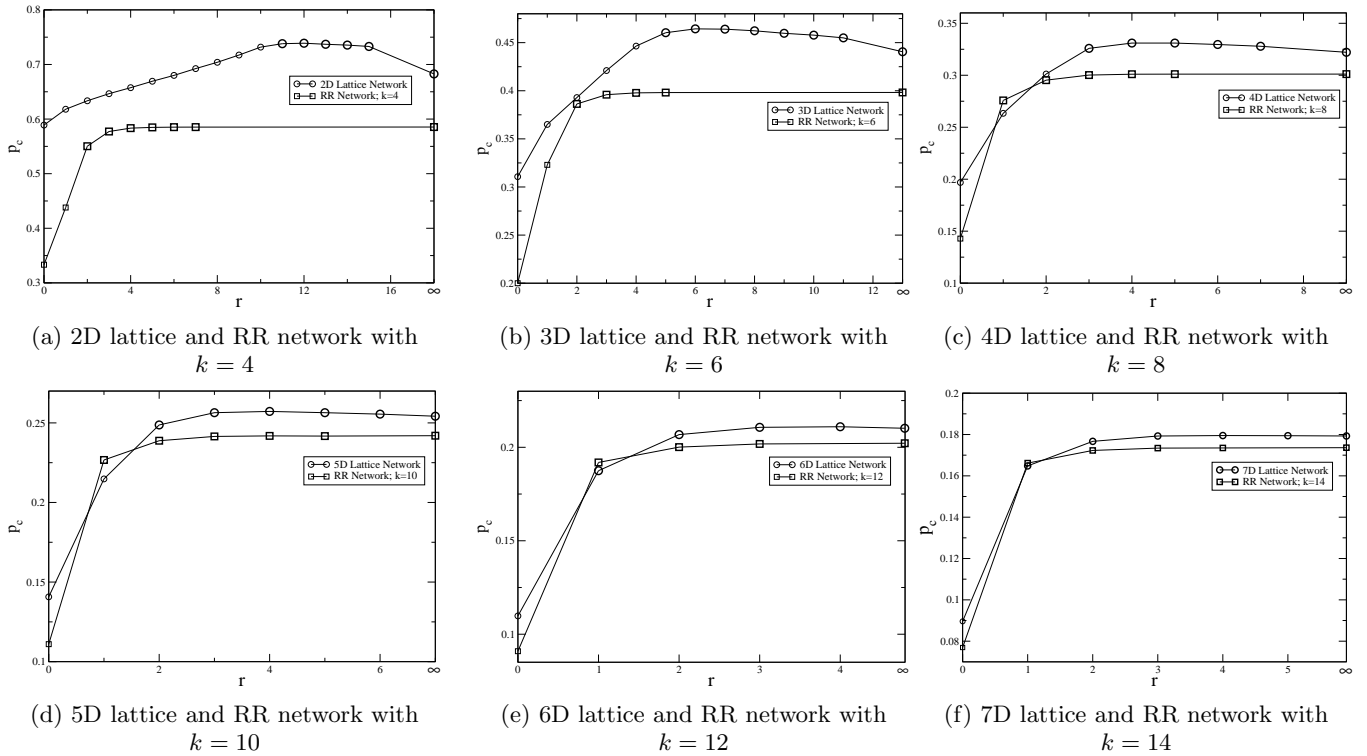 0.8
0.7
0.6
0.5
0.4
0.3
p_c
0 4 8 12 16 ∞
r
2D Lattice Network
RR Network; k=4
(a) 2D lattice and RR network with
k = 4
0.45
0.4
0.35
0.3
0.25
0.2
p_c
0 2 4 6 8 10 12 ∞
r
3D Lattice Network
RR Network; k=6
(b) 3D lattice and RR network with
k = 6
0.35
0.3
0.25
0.2
0.15
0.1
p_c
0 2 4 6 8 ∞
r
4D Lattice Network
RR Network; k=8
(c) 4D lattice and RR network with
k = 8
0.25
0.2
0.15
0.1
p_c
0 2 4 6 ∞
r
5D Lattice Network
RR Network; k=10
(d) 5D lattice and RR network with
k = 10
0.2
0.15
0.1
p_c
0 1 2 3 4 ∞
r
6D Lattice Network
RR Network; k=12
(e) 6D lattice and RR network with
k = 12
0.2
0.18
0.16
0.14
0.12
0.1
0.08
p_c
0 1 2 3 4 5 ∞
r
7D Lattice Network
RR Network; k=14
(f) 7D lattice and RR network with
k = 14